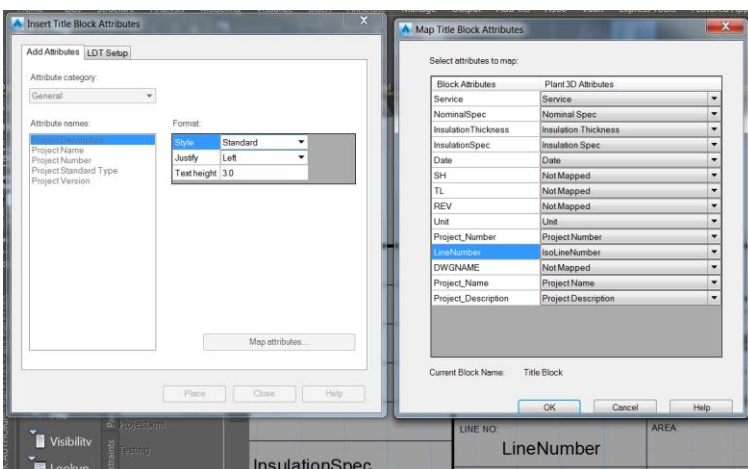 Insert Title Block Attributes
X
Add Attributes LDT Setup
Attribute category:
General
Attribute names:
Project Description
Project Name
Project Number
Project Standard Type
Project Version
Format:
Style Standard
Justify Left
Text height 3.0
Map attributes...
Place Close Help
Map Title Block Attributes
X
Select attributes to map:
Block Attributes Plant 3D Attributes
Service Service
NominalSpec Nominal Spec
InsulationThickness Insulation Thickness
InsulationSpec Insulation Spec
Date Date
SH Not Mapped
TL Not Mapped
REV Not Mapped
Unit Unit
Project_Number Project Number
LineNumber IsoLineNumber
DWGNAME Not Mapped
Project_Name Project Name
Project_Description Project Description
Current Block Name: Title Block
OK Cancel Help
Visibility
Lookup
Project.xml
Testing
InsulationSpec
LINE NO:
LineNumber
AREA: